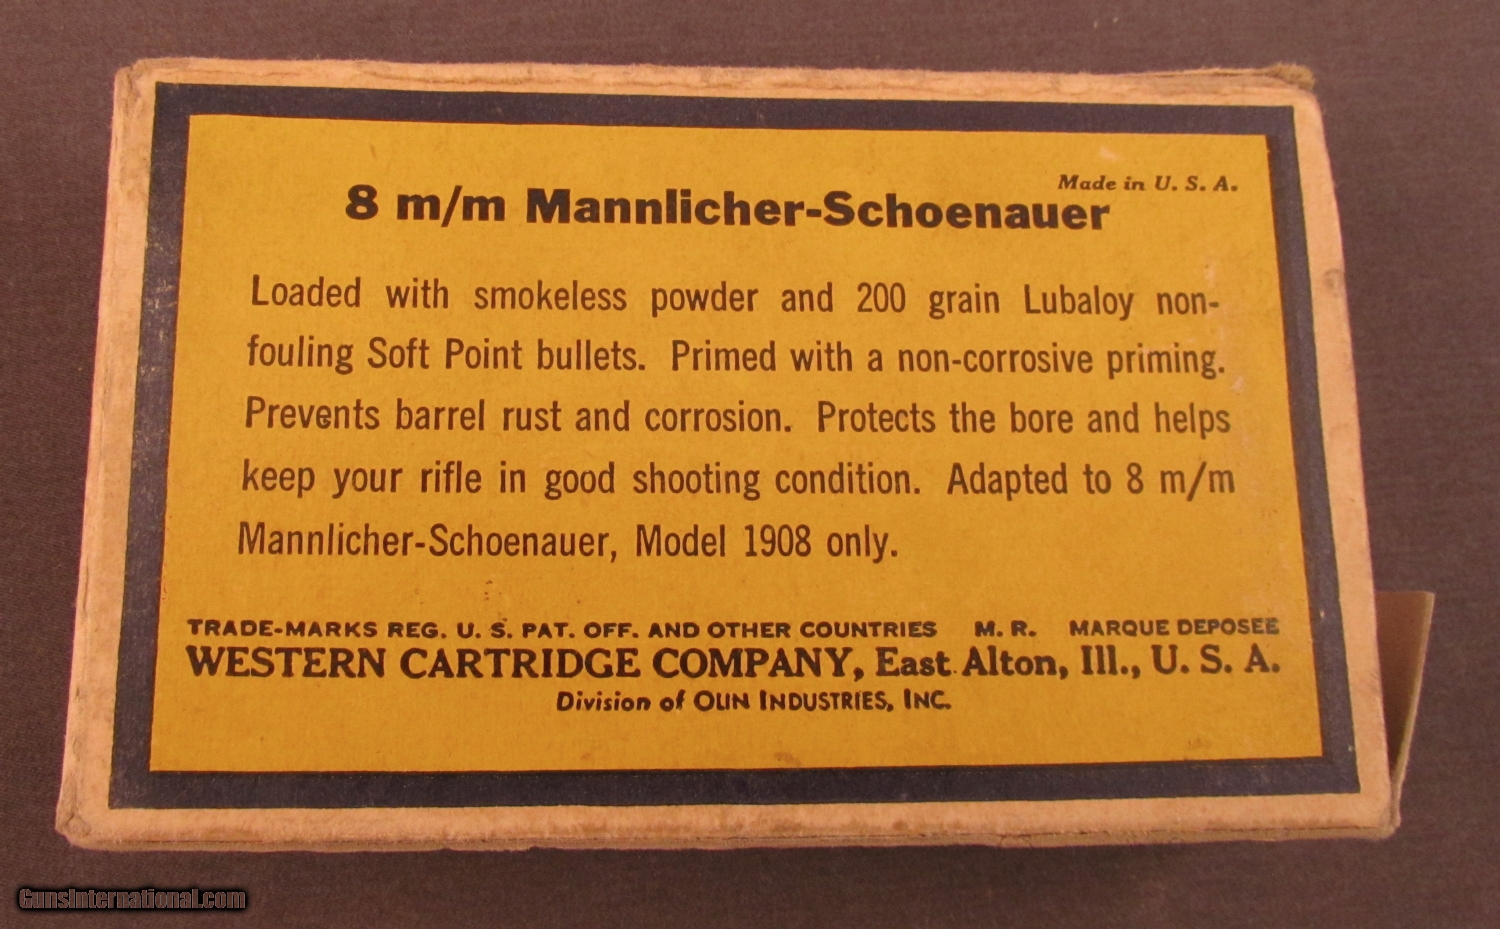 Made in U. S. A.
8 m/m Mannlicher-Schoenauer
Loaded with smokeless powder and 200 grain Lubaloy non-
fouling Soft Point bullets. Primed with a non-corrosive priming.
Prevents barrel rust and corrosion. Protects the bore and helps
keep your rifle in good shooting condition. Adapted to 8 m/m
Mannlicher-Schoenauer, Model 1908 only.
TRADE-MARKS REG. U. S. PAT. OFF. AND OTHER COUNTRIES M. R. MARQUE DEPOSEE
WESTERN CARTRIDGE COMPANY, East Alton, Ill., U. S. A.
Division of OLIN INDUSTRIES, INC.
GunsInternational.com